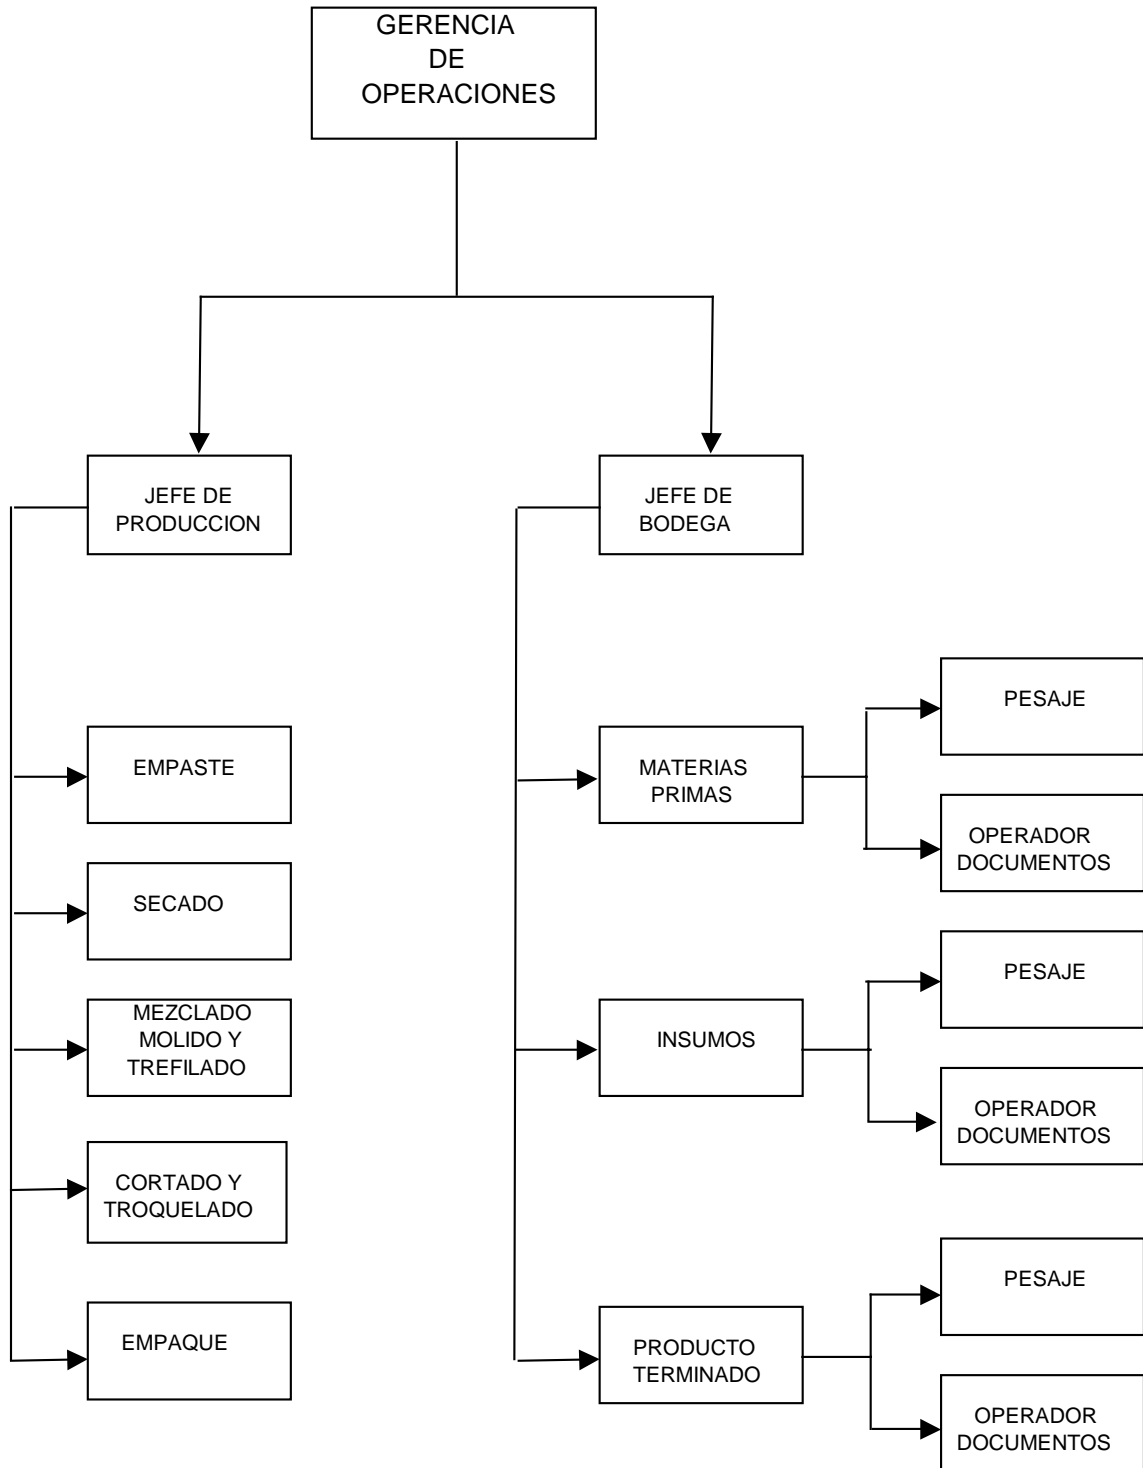 GERENCIA
DE
OPERACIONES
JEFE DE
PRODUCCION
JEFE DE
BODEGA
EMPASTE
SECADO
MEZCLADO
MOLIDO Y
TREFILADO
CORTADO Y
TROQUELADO
EMPAQUE
MATERIAS
PRIMAS
PESAJE
OPERADOR
DOCUMENTOS
INSUMOS
PESAJE
OPERADOR
DOCUMENTOS
PRODUCTO
TERMINADO
PESAJE
OPERADOR
DOCUMENTOS